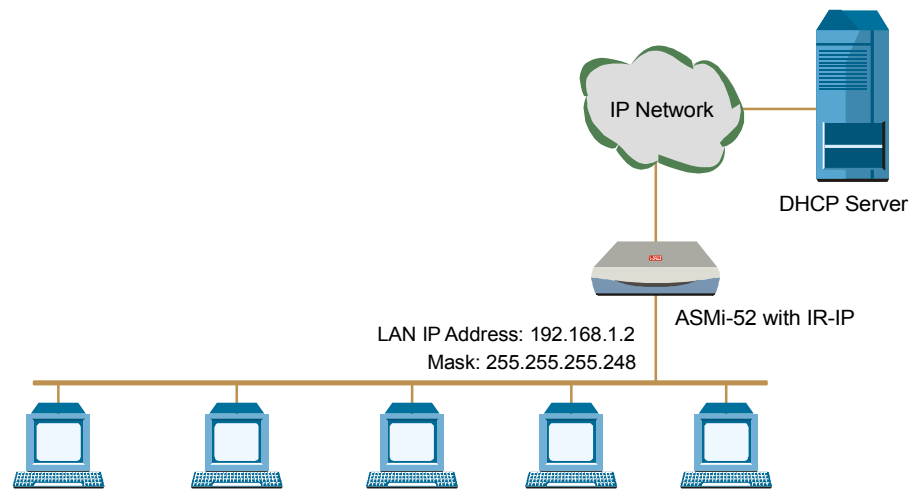 IP Network
DHCP Server
ASMi-52 with IR-IP
LAN IP Address: 192.168.1.2
Mask: 255.255.255.248